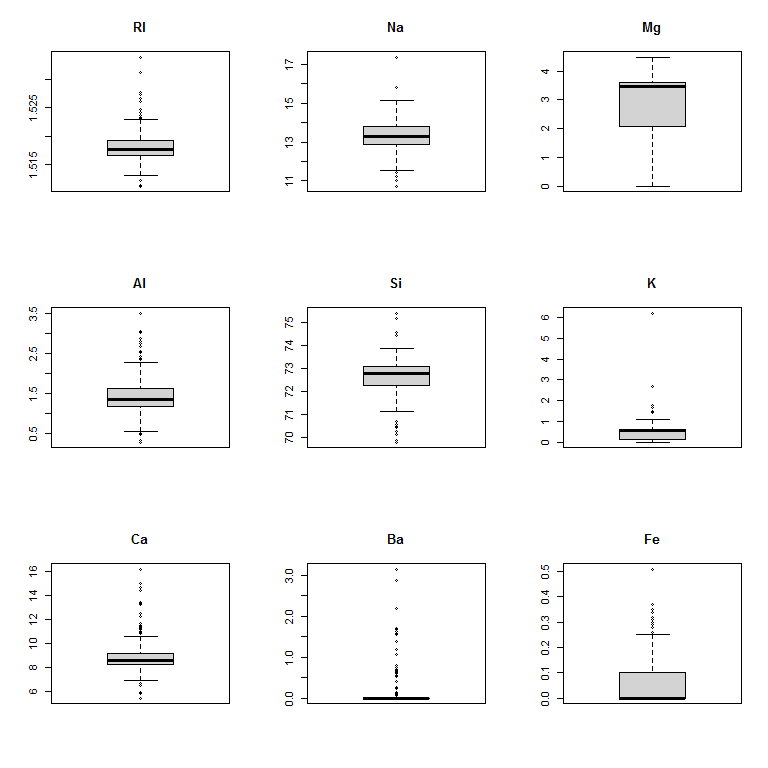 RI Na Mg
1.515 1.525
11 13 15 17
0 1 2 3 4
Al Si K
0.5 1.5 2.5 3.5
70 71 72 73 74 75
0 1 2 3 4 5 6
Ca Ba Fe
6 8 10 12 14 16
0.0 1.0 2.0 3.0
0.0 0.1 0.2 0.3 0.4 0.5